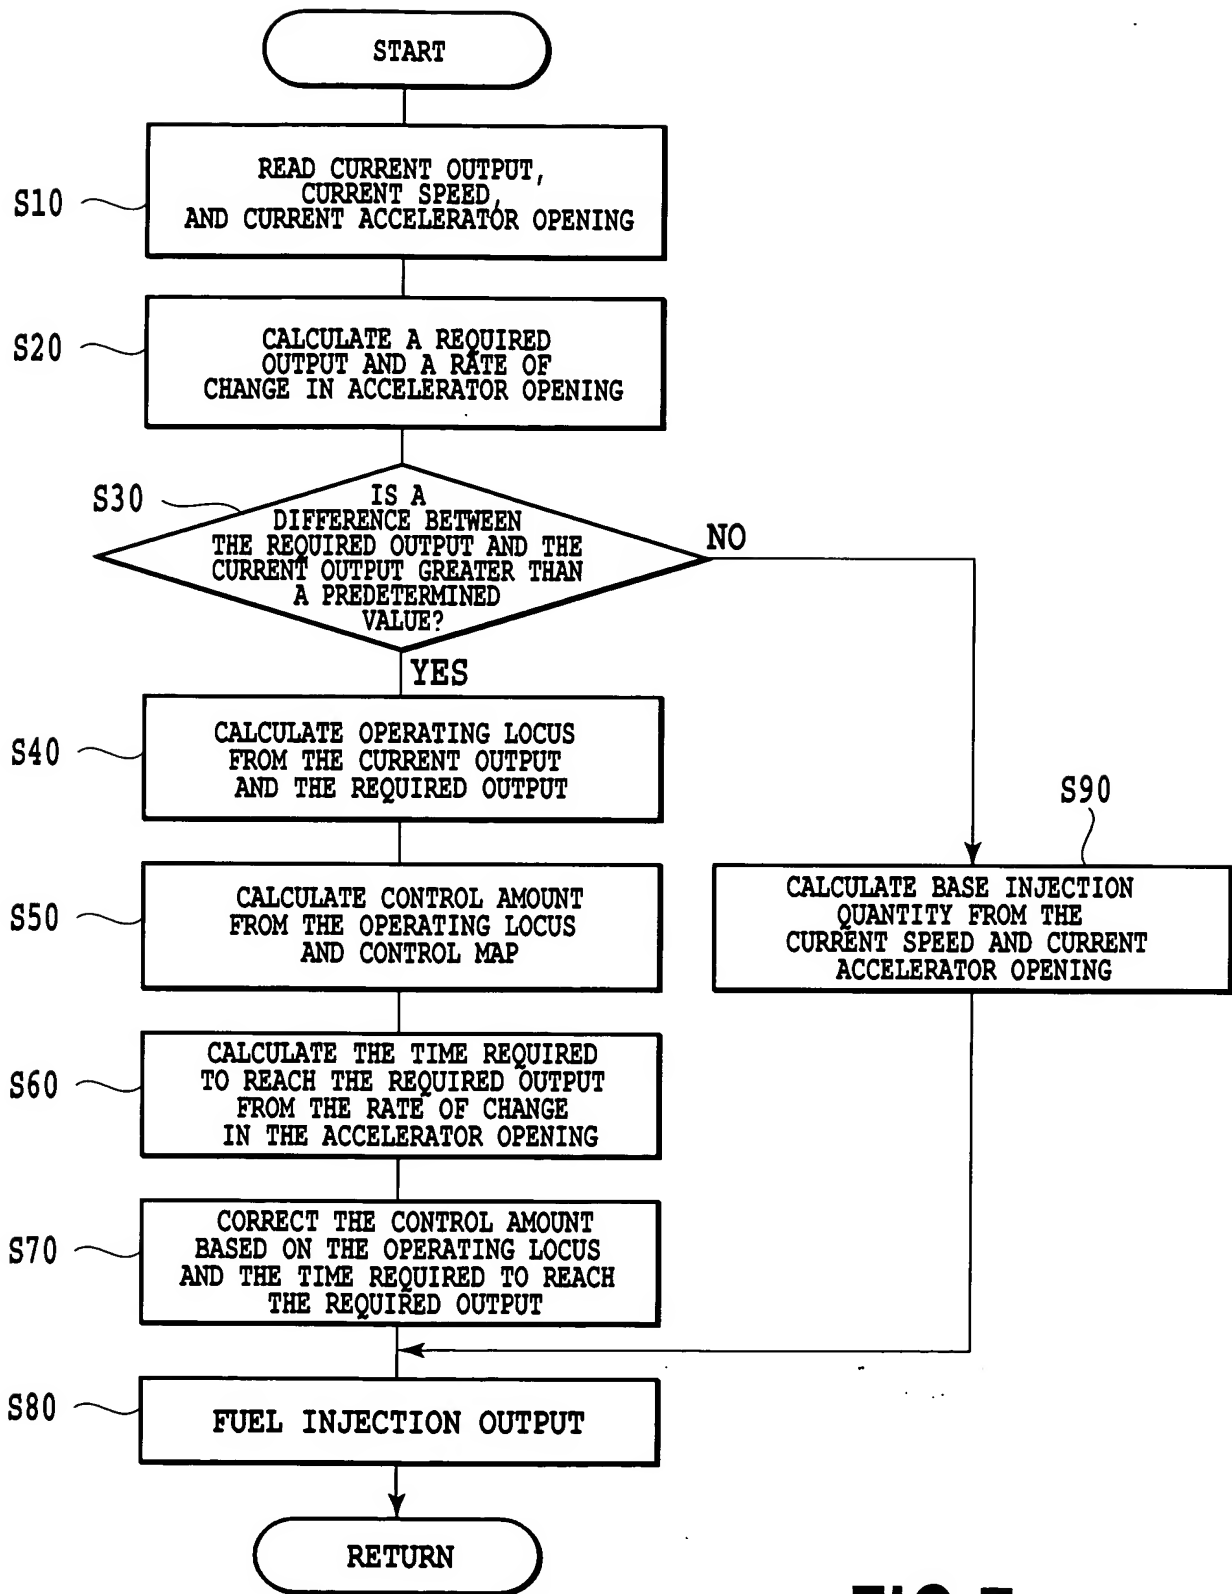 START
S10
READ CURRENT OUTPUT,
CURRENT SPEED,
AND CURRENT ACCELERATOR OPENING
S20
CALCULATE A REQUIRED
OUTPUT AND A RATE OF
CHANGE IN ACCELERATOR OPENING
S30
IS A
DIFFERENCE BETWEEN
THE REQUIRED OUTPUT AND THE
CURRENT OUTPUT GREATER THAN
A PREDETERMINED
VALUE?
NO
YES
S40
CALCULATE OPERATING LOCUS
FROM THE CURRENT OUTPUT
AND THE REQUIRED OUTPUT
S90
CALCULATE BASE INJECTION
QUANTITY FROM THE
CURRENT SPEED AND CURRENT
ACCELERATOR OPENING
S50
CALCULATE CONTROL AMOUNT
FROM THE OPERATING LOCUS
AND CONTROL MAP
S60
CALCULATE THE TIME REQUIRED
TO REACH THE REQUIRED OUTPUT
FROM THE RATE OF CHANGE
IN THE ACCELERATOR OPENING
S70
CORRECT THE CONTROL AMOUNT
BASED ON THE OPERATING LOCUS
AND THE TIME REQUIRED TO REACH
THE REQUIRED OUTPUT
S80
FUEL INJECTION OUTPUT
RETURN